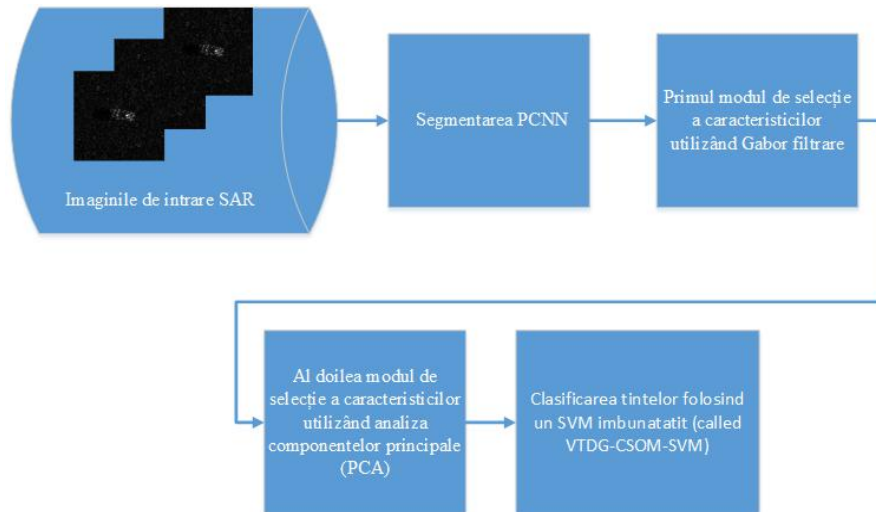 Imaginile de intrare SAR
Segmentarea PCNN
Primul modul de selecție
a caracteristicilor
utilizând Gabor filtrare
Al doilea modul de
selecție a caracteristicilor
utilizând analiza
componentelor principale
(PCA)
Clasificarea tintelor folosind
un SVM imbunatatit (called
VTDG-CSOM-SVM)